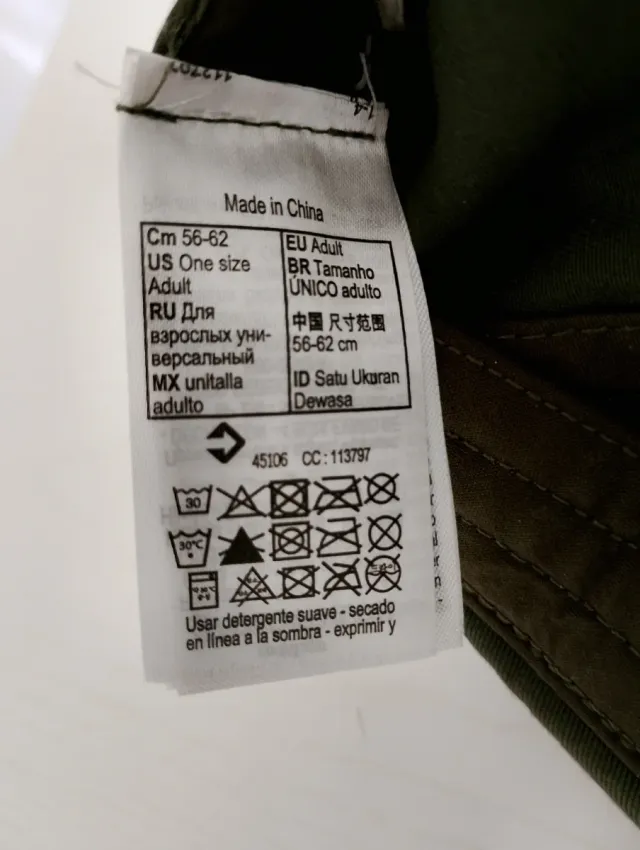 Made in China
Cm 56-62
US One size
Adult
RU Для
взрослых уни-
версальный
MX unitalla
adulto
EU Adult
BR Tamanho
ÚNICO adulto
中国 尺寸范围
56-62 cm
ID Satu Ukuran
Dewasa
45106 CC : 113797
30
30°C
Usar detergente suave - secado
en línea a la sombra - exprimir y